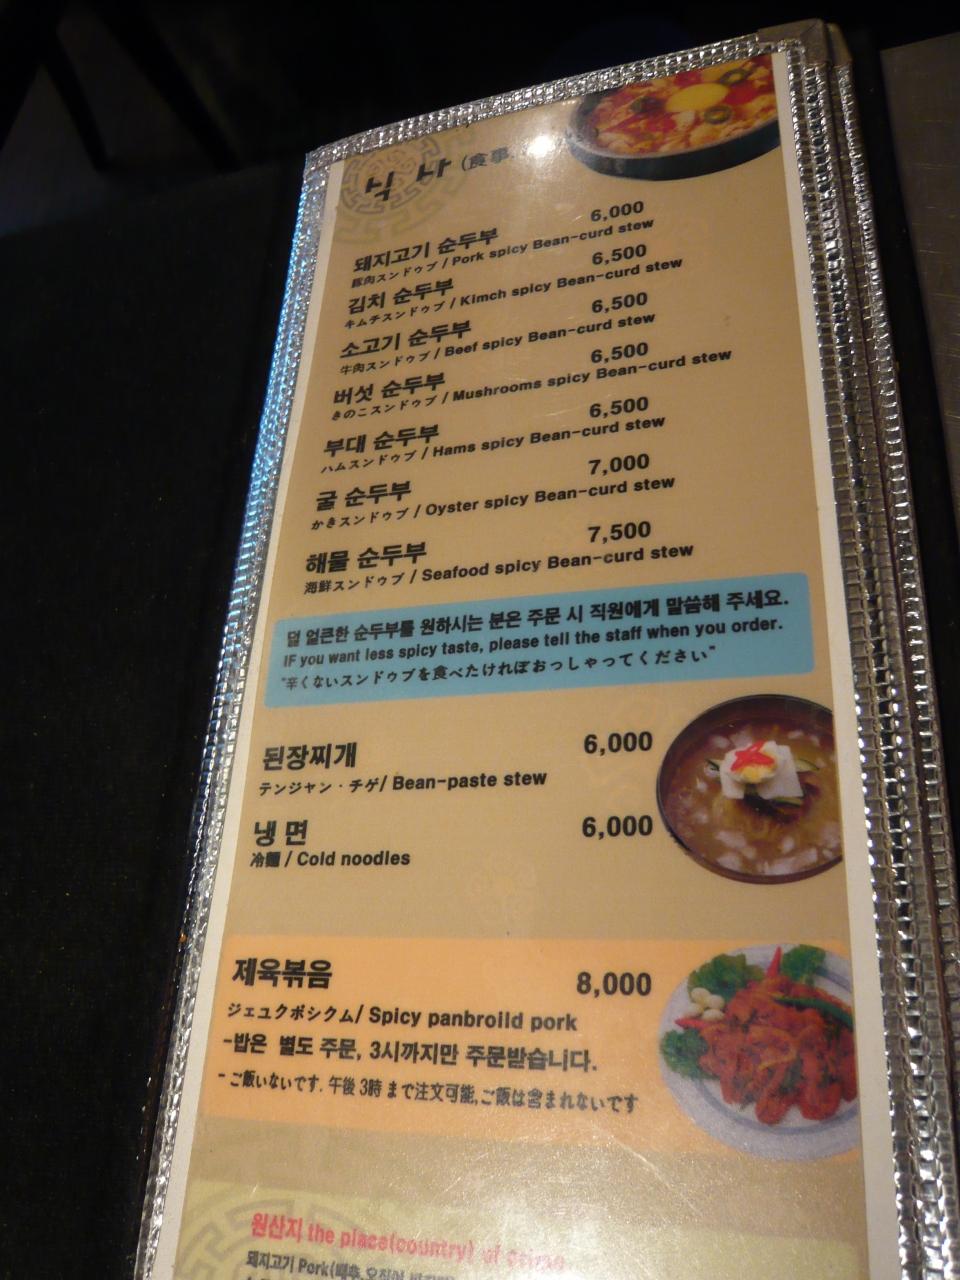 식 사 (食事
6,000
돼지고기 순두부
豚肉スンドゥブ / Pork spicy Bean-curd stew
6,500
김치 순두부
キムチスンドゥブ / Kimch spicy Bean-curd stew
6,500
소고기 순두부
牛肉スンドゥブ / Beef spicy Bean-curd stew
6,500
버섯 순두부
きのこスンドゥブ / Mushrooms spicy Bean-curd stew
6,500
부대 순두부
ハムスンドゥブ / Hams spicy Bean-curd stew
7,000
굴 순두부
かきスンドゥブ / Oyster spicy Bean-curd stew
7,500
해물 순두부
海鮮スンドゥブ / Seafood spicy Bean-curd stew
덜 얼큰한 순두부를 원하시는 분은 주문 시 직원에게 말씀해 주세요.
IF you want less spicy taste, please tell the staff when you order.
"辛くないスンドゥブを食べたければおっしゃってください"
된장찌개 6,000
テンジャン・チゲ/ Bean-paste stew
냉 면 6,000
冷麵 / Cold noodles
제육볶음 8,000
ジェュクボシクム/ Spicy panbroild pork
-밥은 별도 주문, 3시까지만 주문받습니다.
- ご飯いないです. 午後 3時 まで注文可能,ご飯は含まれないです
원산지 the place(country) of
돼지고기 Pork(